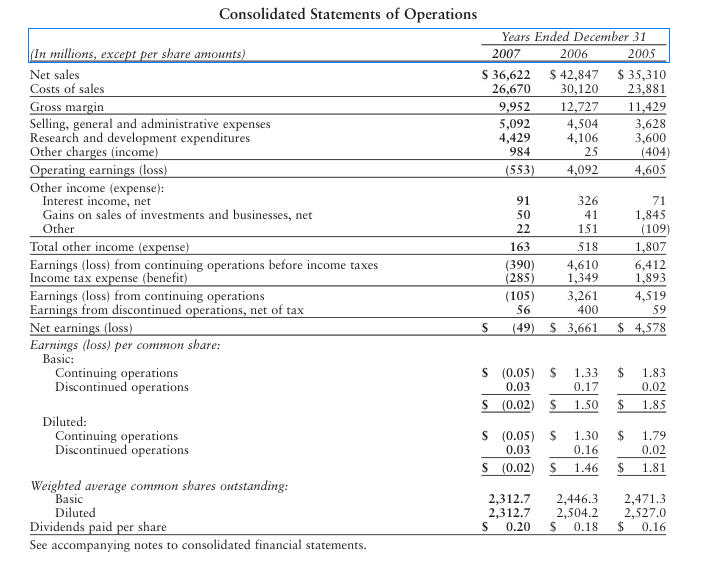 Consolidated Statements of Operations
Years Ended December 31
(In millions, except per share amounts) 2007 2006 2005
Net sales $ 36,622 $ 42,847 $ 35,310
Costs of sales 26,670 30,120 23,881
Gross margin 9,952 12,727 11,429
Selling, general and administrative expenses 5,092 4,504 3,628
Research and development expenditures 4,429 4,106 3,600
Other charges (income) 984 25 (404)
Operating earnings (loss) (553) 4,092 4,605
Other income (expense):
Interest income, net 91 326 71
Gains on sales of investments and businesses, net 50 41 1,845
Other 22 151 (109)
Total other income (expense) 163 518 1,807
Earnings (loss) from continuing operations before income taxes (390) 4,610 6,412
Income tax expense (benefit) (285) 1,349 1,893
Earnings (loss) from continuing operations (105) 3,261 4,519
Earnings from discontinued operations, net of tax 56 400 59
Net earnings (loss) $ (49) $ 3,661 $ 4,578
Earnings (loss) per common share:
Basic:
Continuing operations $ (0.05) $ 1.33 $ 1.83
Discontinued operations 0.03 0.17 0.02
$ (0.02) $ 1.50 $ 1.85
Diluted:
Continuing operations $ (0.05) $ 1.30 $ 1.79
Discontinued operations 0.03 0.16 0.02
$ (0.02) $ 1.46 $ 1.81
Weighted average common shares outstanding:
Basic 2,312.7 2,446.3 2,471.3
Diluted 2,312.7 2,504.2 2,527.0
Dividends paid per share $ 0.20 $ 0.18 $ 0.16
See accompanying notes to consolidated financial statements.